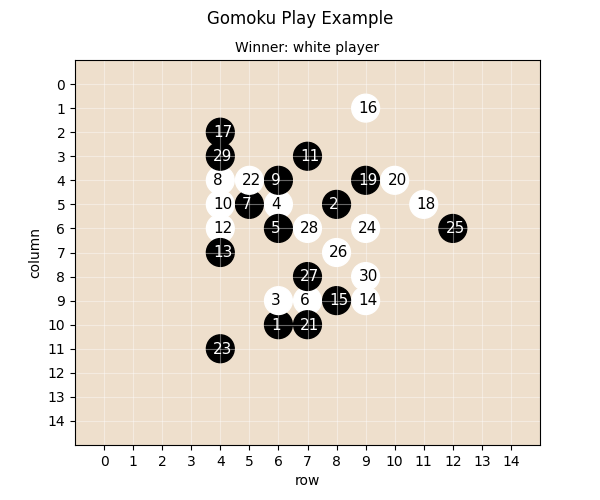 Gomoku Play Example
Winner: white player
0
1 16
2 17
3 29 11
4 8 22 9 19 20
5 10 7 4 2 18
6 12 5 28 24 25
7 13 26
8 27 30
9 3 6 15 14
10 1 21
11 23
12
13
14
column
0 1 2 3 4 5 6 7 8 9 10 11 12 13 14
row